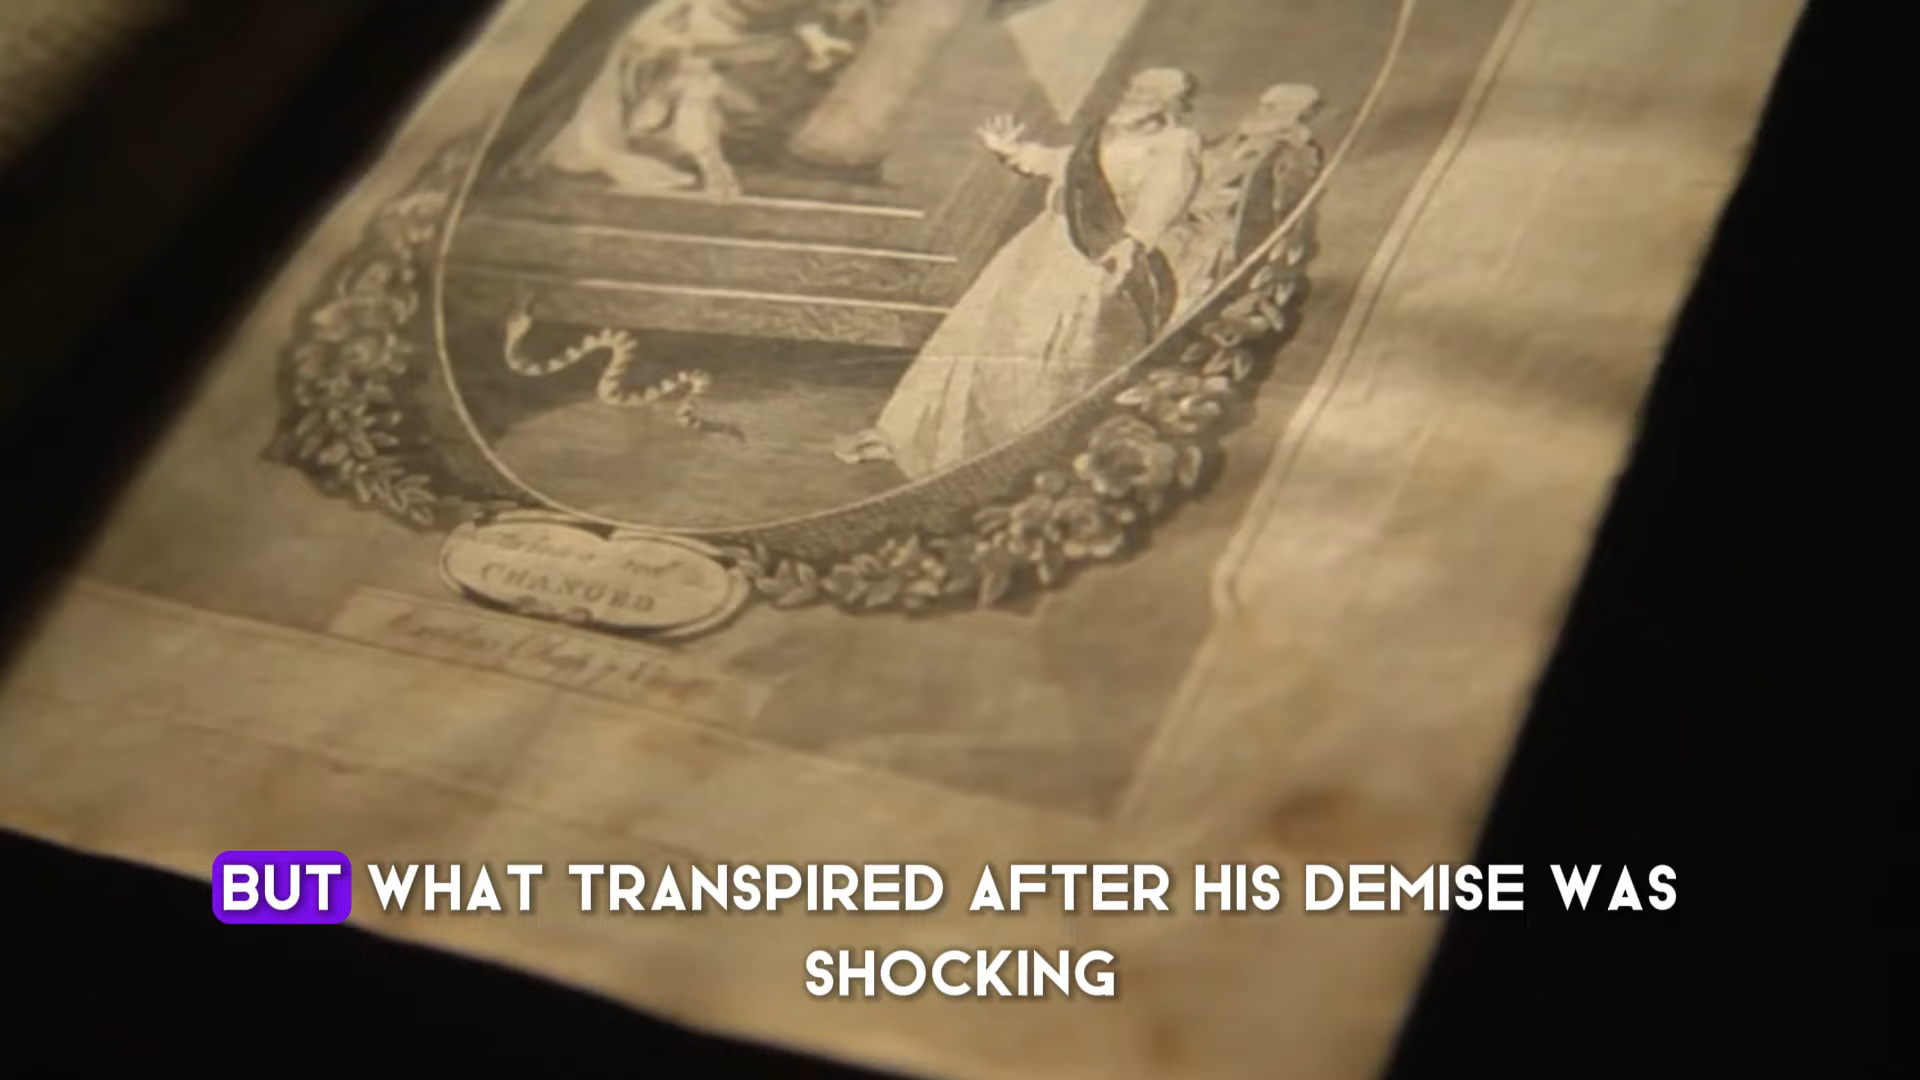 CHANGED
BUT WHAT TRANSPIRED AFTER HIS DEMISE WAS
SHOCKING